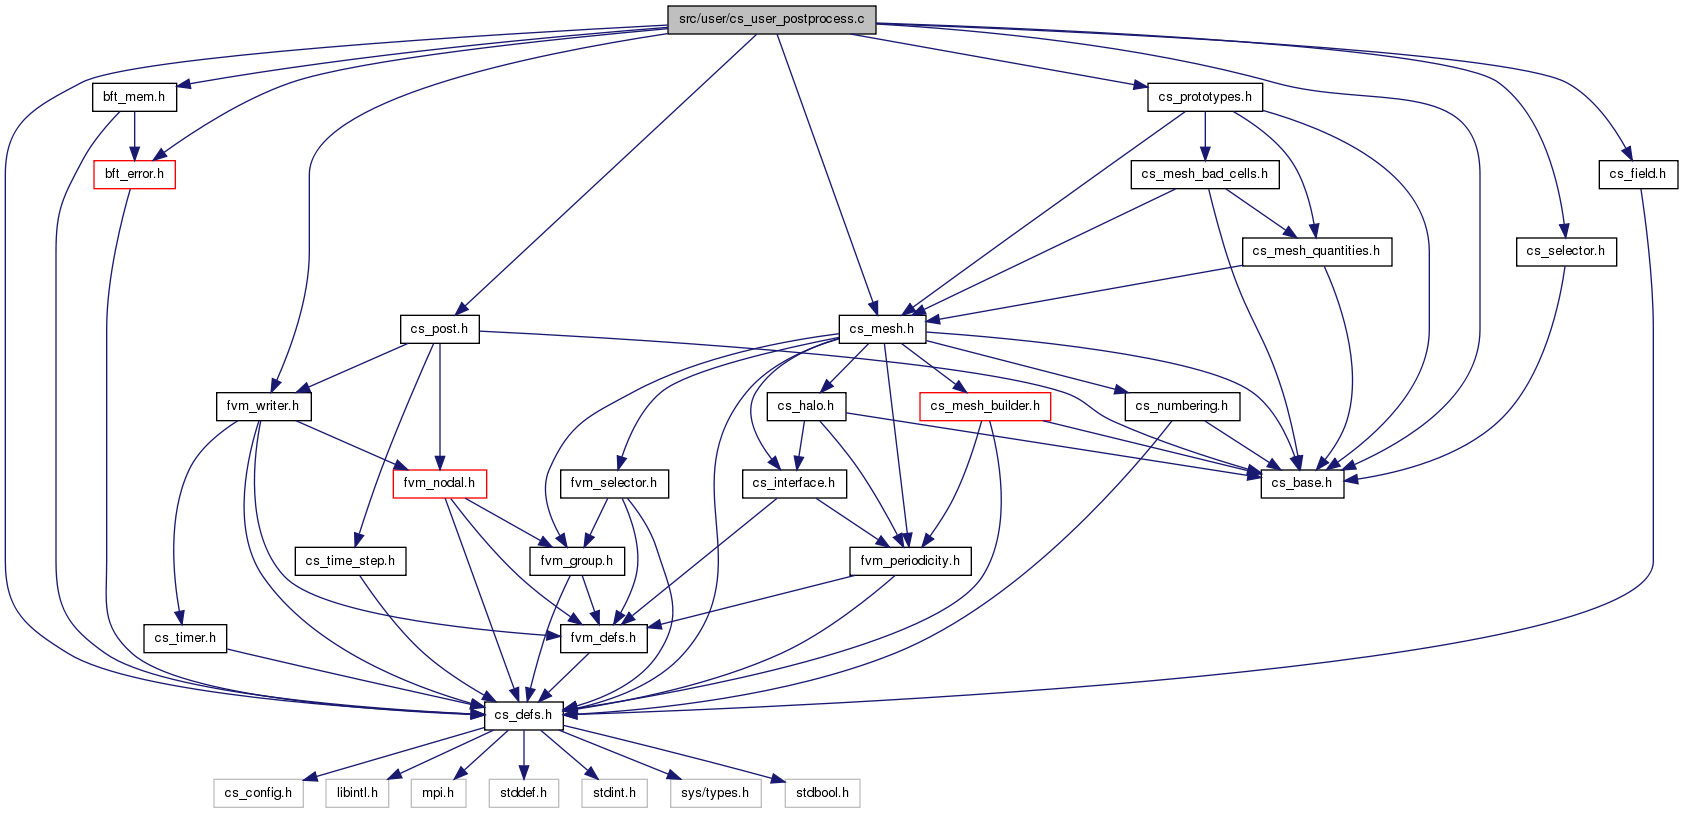 src/user/cs_user_postprocess.c
bft_mem.h
cs_prototypes.h
bft_error.h
cs_mesh_bad_cells.h
cs_field.h
cs_mesh_quantities.h
cs_selector.h
cs_post.h
cs_mesh.h
fvm_writer.h
cs_halo.h
cs_mesh_builder.h
cs_numbering.h
fvm_nodal.h
fvm_selector.h
cs_interface.h
cs_base.h
cs_time_step.h
fvm_group.h
fvm_periodicity.h
cs_timer.h
fvm_defs.h
cs_defs.h
cs_config.h
libintl.h
mpi.h
stddef.h
stdint.h
sys/types.h
stdbool.h